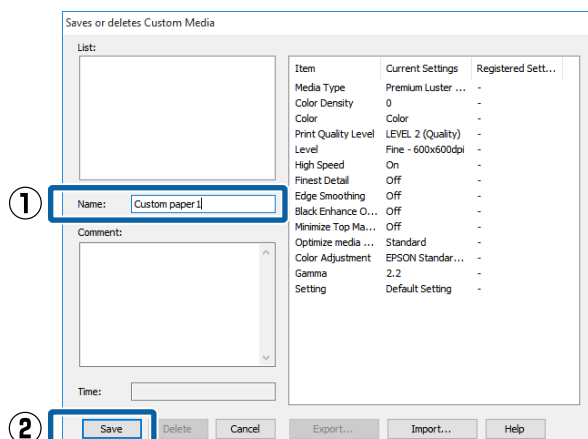 Saves or deletes Custom Media
List:
Item Current Settings Registered Sett...
Media Type Premium Luster ... -
Color Density 0 -
Color Color -
Print Quality Level LEVEL 2 (Quality) -
Level Fine - 600x600dpi -
High Speed On -
Finest Detail Off -
Edge Smoothing Off -
Black Enhance O... Off -
Minimize Top Ma... Off -
Optimize media ... Standard -
Color Adjustment EPSON Standar... -
Gamma 2.2 -
Setting Default Setting -
① Name: Custom paper1
Comment:
Time:
② Save Delete Cancel Export... Import... Help